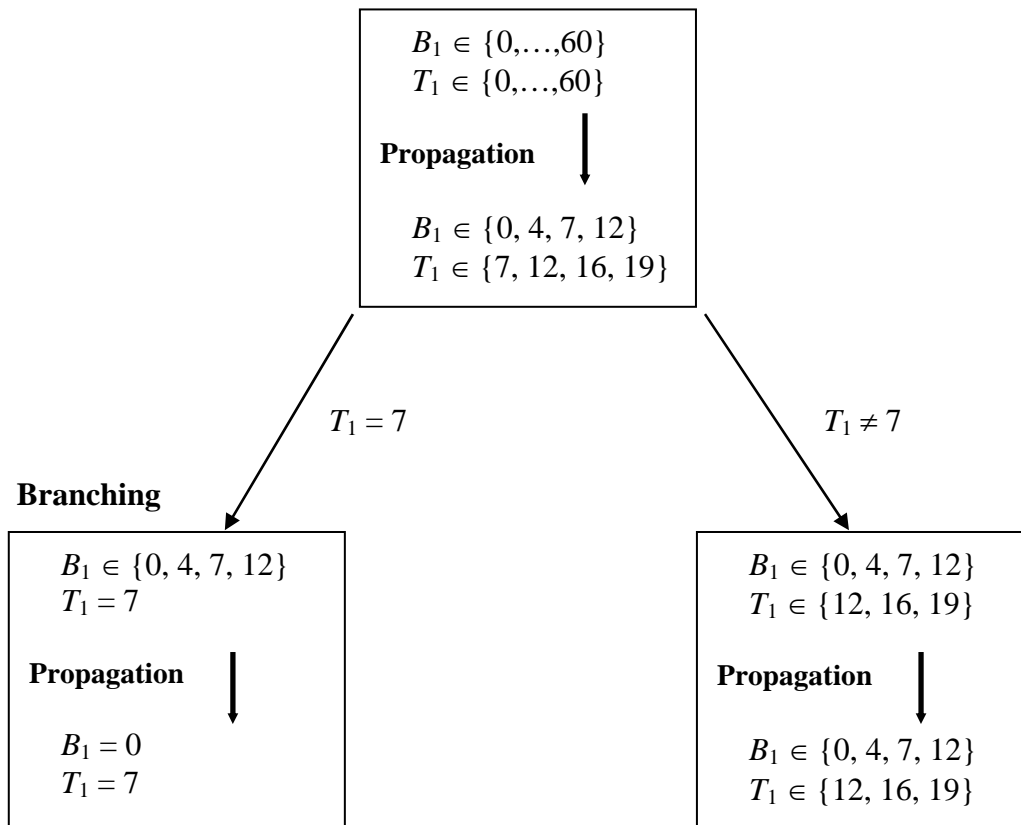 B₁ ∈ {0,…,60}
T₁ ∈ {0,…,60}
Propagation
B₁ ∈ {0, 4, 7, 12}
T₁ ∈ {7, 12, 16, 19}
T₁ = 7
T₁ ≠ 7
Branching
B₁ ∈ {0, 4, 7, 12}
T₁ = 7
Propagation
B₁ = 0
T₁ = 7
B₁ ∈ {0, 4, 7, 12}
T₁ ∈ {12, 16, 19}
Propagation
B₁ ∈ {0, 4, 7, 12}
T₁ ∈ {12, 16, 19}